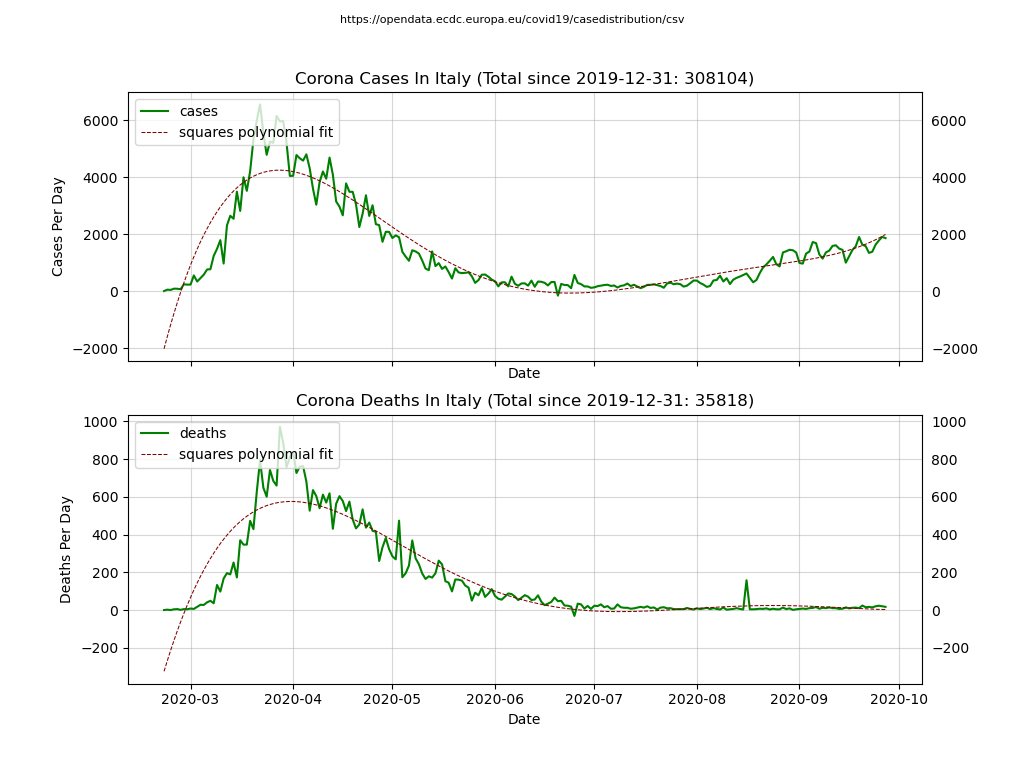 https://opendata.ecdc.europa.eu/covid19/casedistribution/csv
Corona Cases In Italy (Total since 2019-12-31: 308104)
cases
squares polynomial fit
6000 6000
4000 4000
2000 2000
0 0
−2000 −2000
Cases Per Day
Date
Corona Deaths In Italy (Total since 2019-12-31: 35818)
deaths
squares polynomial fit
1000 1000
800 800
600 600
400 400
200 200
0 0
−200 −200
Deaths Per Day
2020-03 2020-04 2020-05 2020-06 2020-07 2020-08 2020-09 2020-10
Date